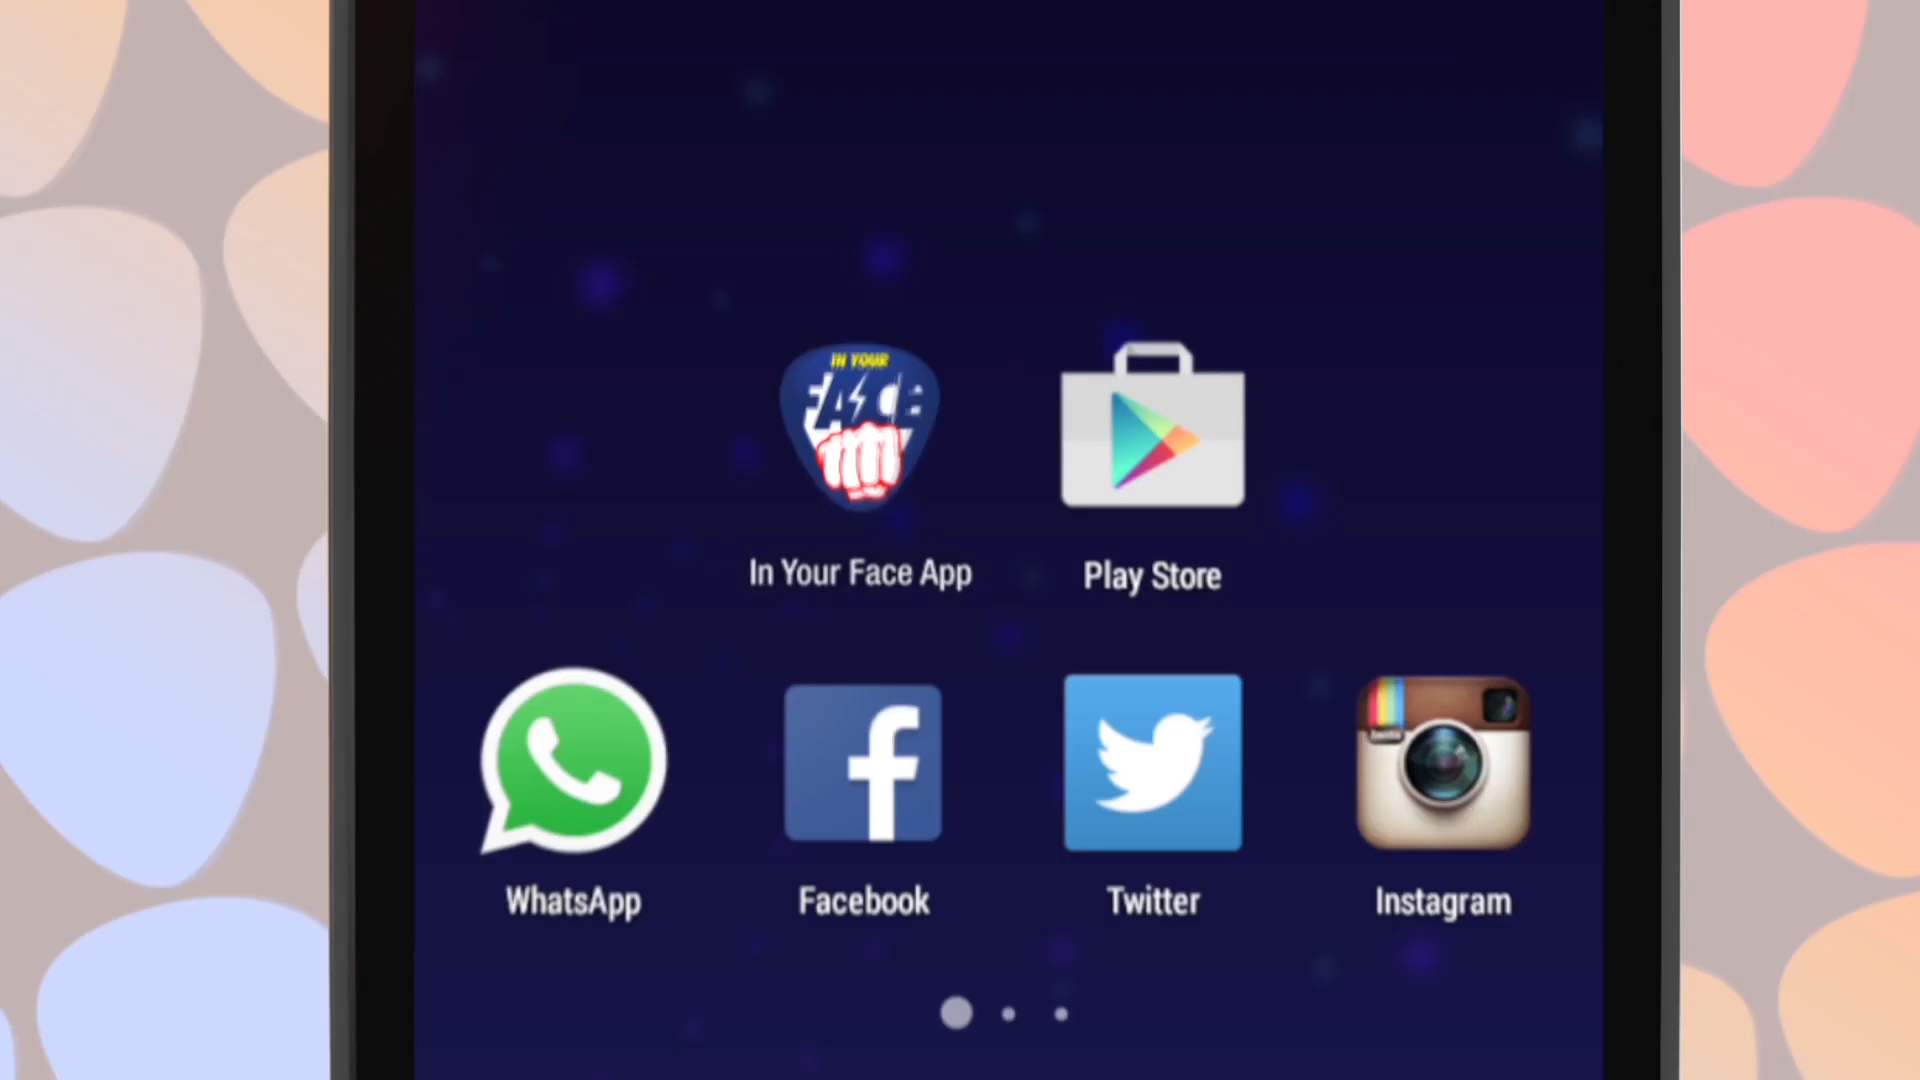 IN YOUR
FACE
In Your Face App
Play Store
WhatsApp
Facebook
Twitter
Instagram